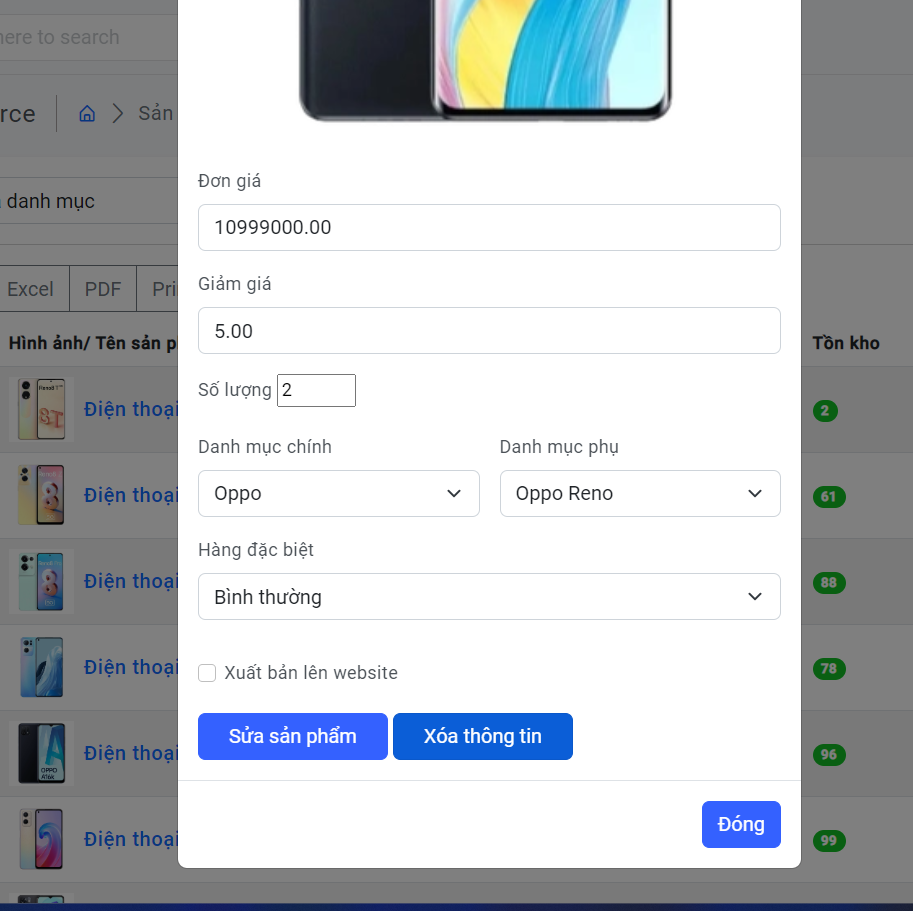 here to search
rce
Sản
danh mục
Excel
PDF
Pri
Hình ảnh/ Tên sản p
Tồn kho
Điện thoại
2
Điện thoại
61
Điện thoại
88
Điện thoại
78
OPPO
A16K
Điện thoại
96
Điện thoại
99
Đơn giá
10999000.00
Giảm giá
5.00
Số lượng 2
Danh mục chính
Danh mục phụ
Oppo
Oppo Reno
Hàng đặc biệt
Bình thường
Xuất bản lên website
Sửa sản phẩm
Xóa thông tin
Đóng